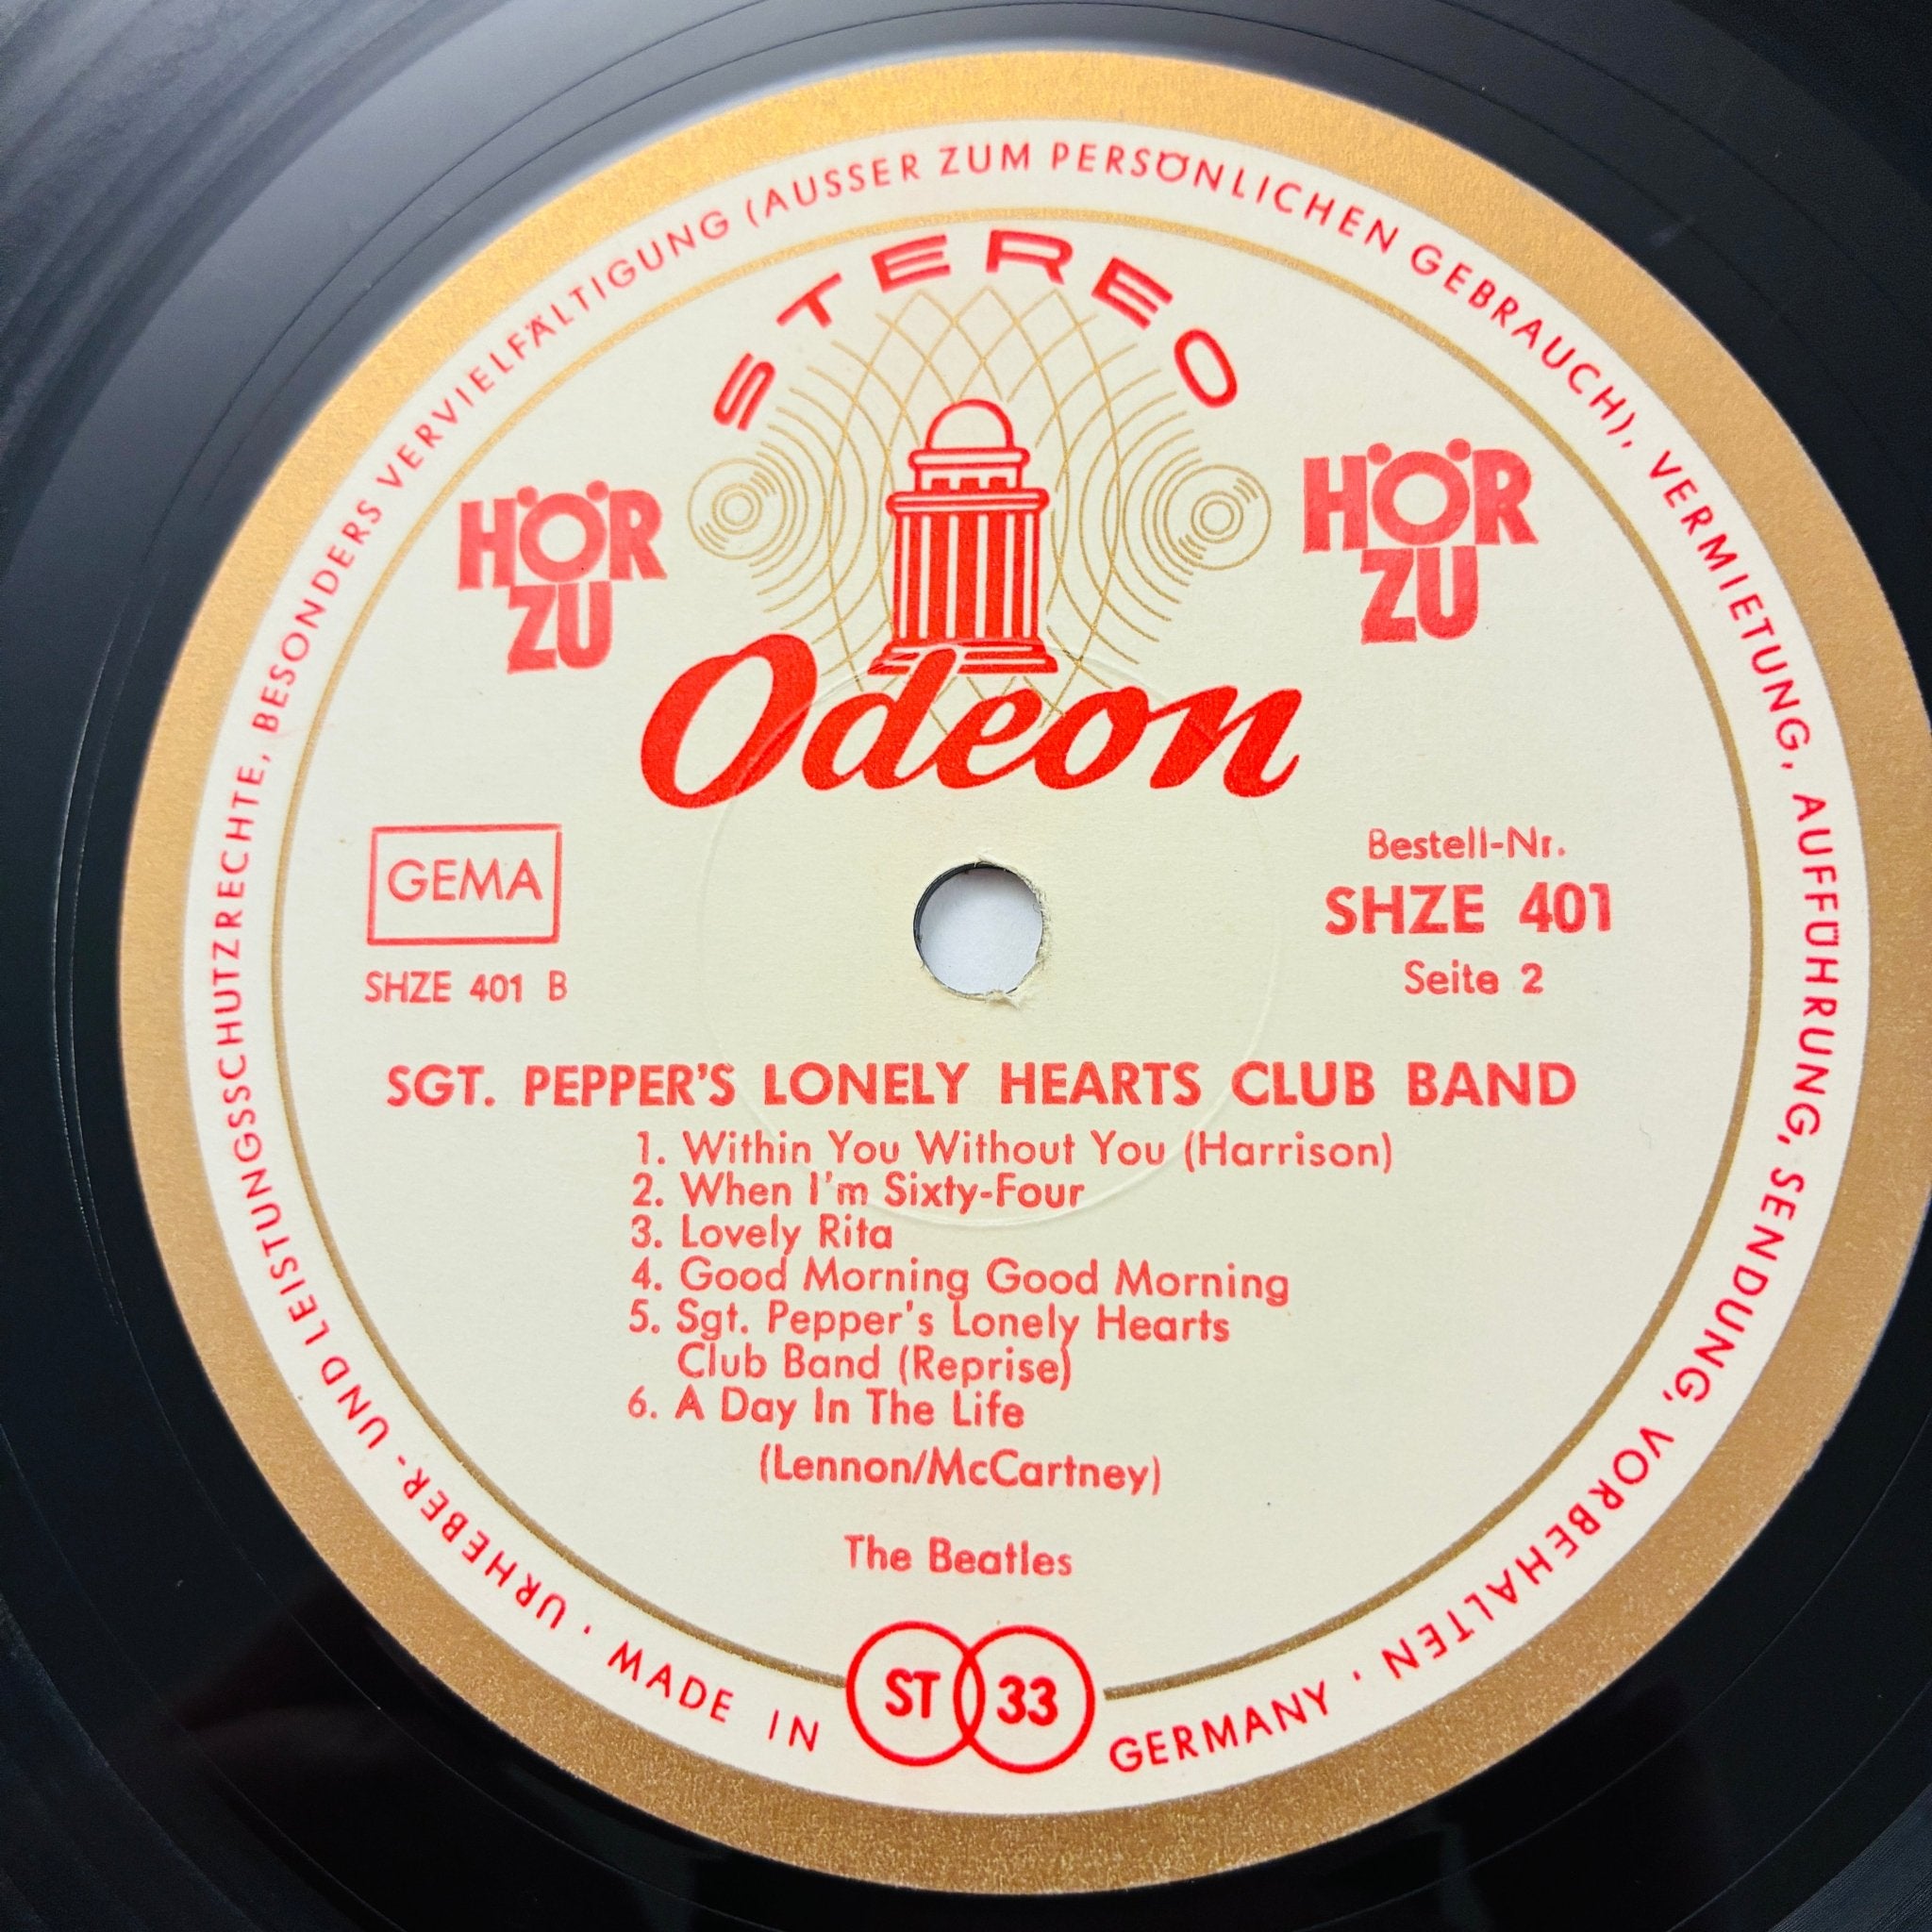 URHEBER- UND LEISTUNGSSCHUTZRECHTE, BESONDERS VERVIELFÄLTIGUNG (AUSSER ZUM PERSÖNLICHEN GEBRAUCH), VERMIETUNG, AUFFÜHRUNG, SENDUNG, VORBEHALTEN ·
STEREO
HÖR
ZU
HÖR
ZU
Odeon
GEMA
SHZE 401 B
Bestell-Nr.
SHZE 401
Seite 2
SGT. PEPPER'S LONELY HEARTS CLUB BAND
1. Within You Without You (Harrison)
2. When I'm Sixty-Four
3. Lovely Rita
4. Good Morning Good Morning
5. Sgt. Pepper's Lonely Hearts
Club Band (Reprise)
6. A Day In The Life
(Lennon/McCartney)
The Beatles
ST 33
· MADE IN GERMANY